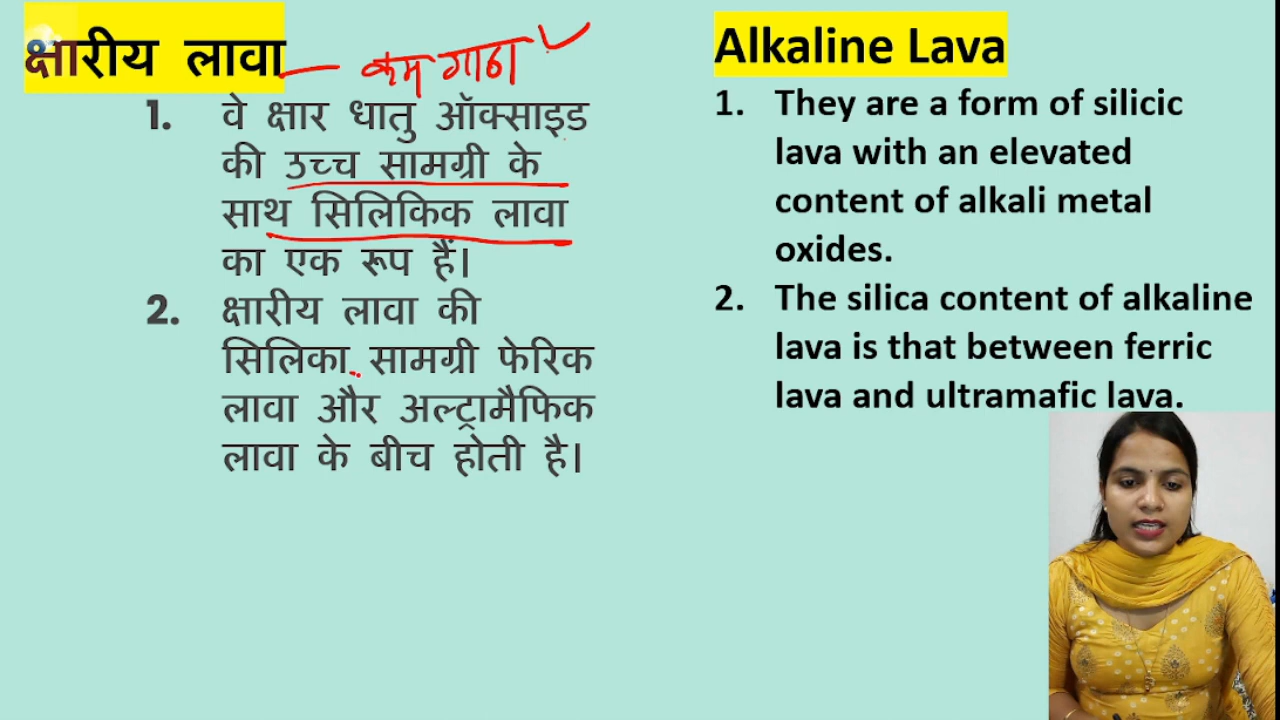 क्षारीय लावा
कम गाढा
1. वे क्षार धातु ऑक्साइड
की उच्च सामग्री के
साथ सिलिकिक लावा
का एक रूप हैं।
2. क्षारीय लावा की
सिलिका सामग्री फेरिक
लावा और अल्ट्रामैफिक
लावा के बीच होती है।
Alkaline Lava
1. They are a form of silicic
lava with an elevated
content of alkali metal
oxides.
2. The silica content of alkaline
lava is that between ferric
lava and ultramafic lava.